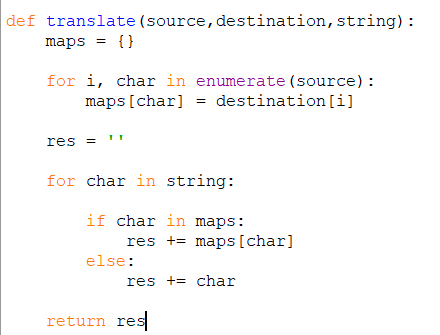 def translate(source,destination,string):
    maps = {}
    for i, char in enumerate(source):
        maps[char] = destination[i]
    res = ''
    for char in string:
        if char in maps:
            res += maps[char]
        else:
            res += char
    return res